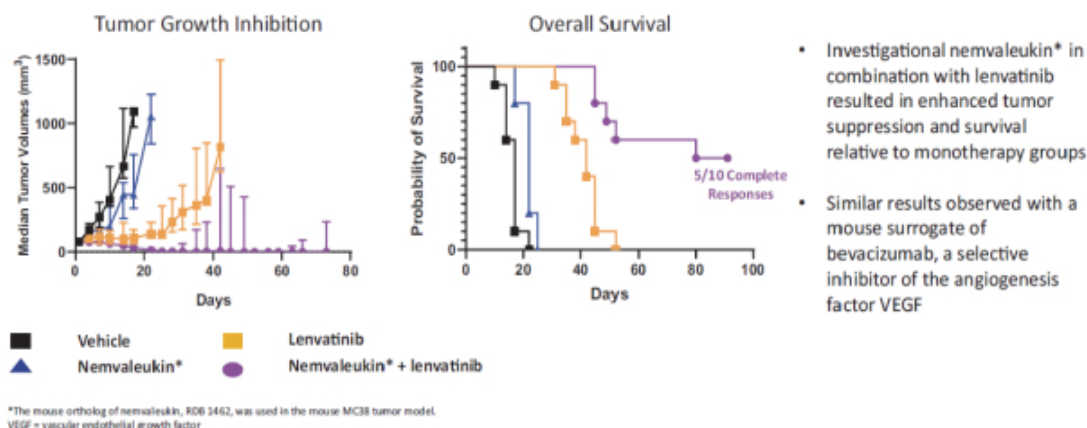 Tumor Growth Inhibition
Median Tumor Volumes (mm³)
1500
1000
500
0
0
20
40
60
80
Days
Overall Survival
Probability of Survival
100
50
0
0
20
40
60
80
100
Days
5/10 Complete
Responses
• Investigational nemvaleukin* in
combination with lenvatinib
resulted in enhanced tumor
suppression and survival
relative to monotherapy groups
• Similar results observed with a
mouse surrogate of
bevacizumab, a selective
inhibitor of the angiogenesis
factor VEGF
Vehicle
Lenvatinib
Nemvaleukin*
Nemvaleukin* + lenvatinib
*The mouse ortholog of nemvaleukin, RDB 1462, was used in the mouse MC38 tumor model.
VEGF = vascular endothelial growth factor